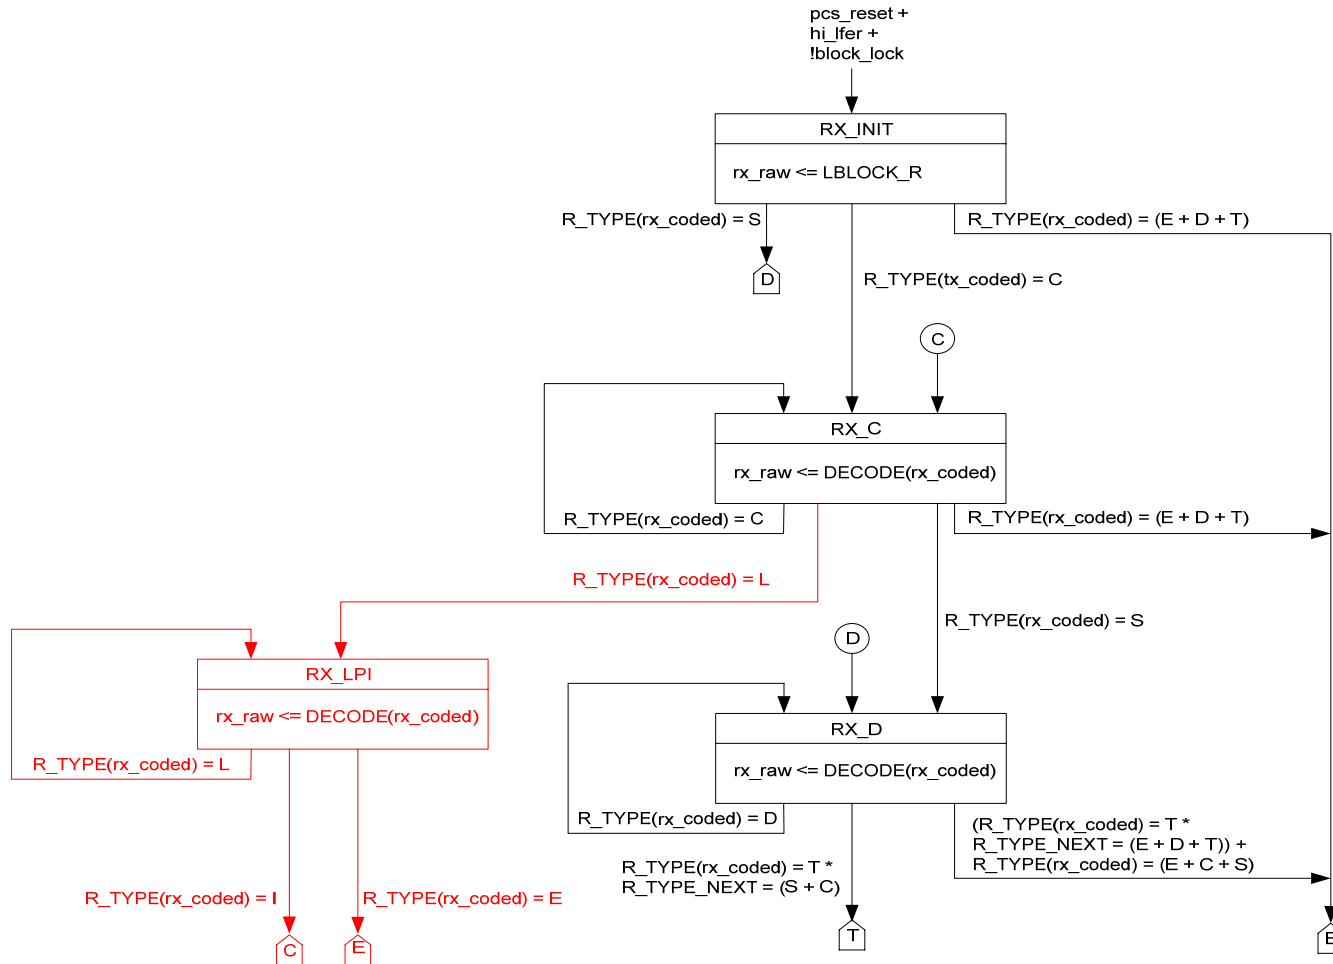 pcs_reset +
hi_lfer +
!block_lock
RX_INIT
rx_raw <= LBLOCK_R
R_TYPE(rx_coded) = S
R_TYPE(rx_coded) = (E + D + T)
D
R_TYPE(tx_coded) = C
C
RX_C
rx_raw <= DECODE(rx_coded)
R_TYPE(rx_coded) = C
R_TYPE(rx_coded) = (E + D + T)
R_TYPE(rx_coded) = L
R_TYPE(rx_coded) = S
D
RX_LPI
rx_raw <= DECODE(rx_coded)
R_TYPE(rx_coded) = L
RX_D
rx_raw <= DECODE(rx_coded)
R_TYPE(rx_coded) = D
(R_TYPE(rx_coded) = T *
R_TYPE_NEXT = (E + D + T)) +
R_TYPE(rx_coded) = (E + C + S)
R_TYPE(rx_coded) = T *
R_TYPE_NEXT = (S + C)
R_TYPE(rx_coded) = I
R_TYPE(rx_coded) = E
C
E
T
E